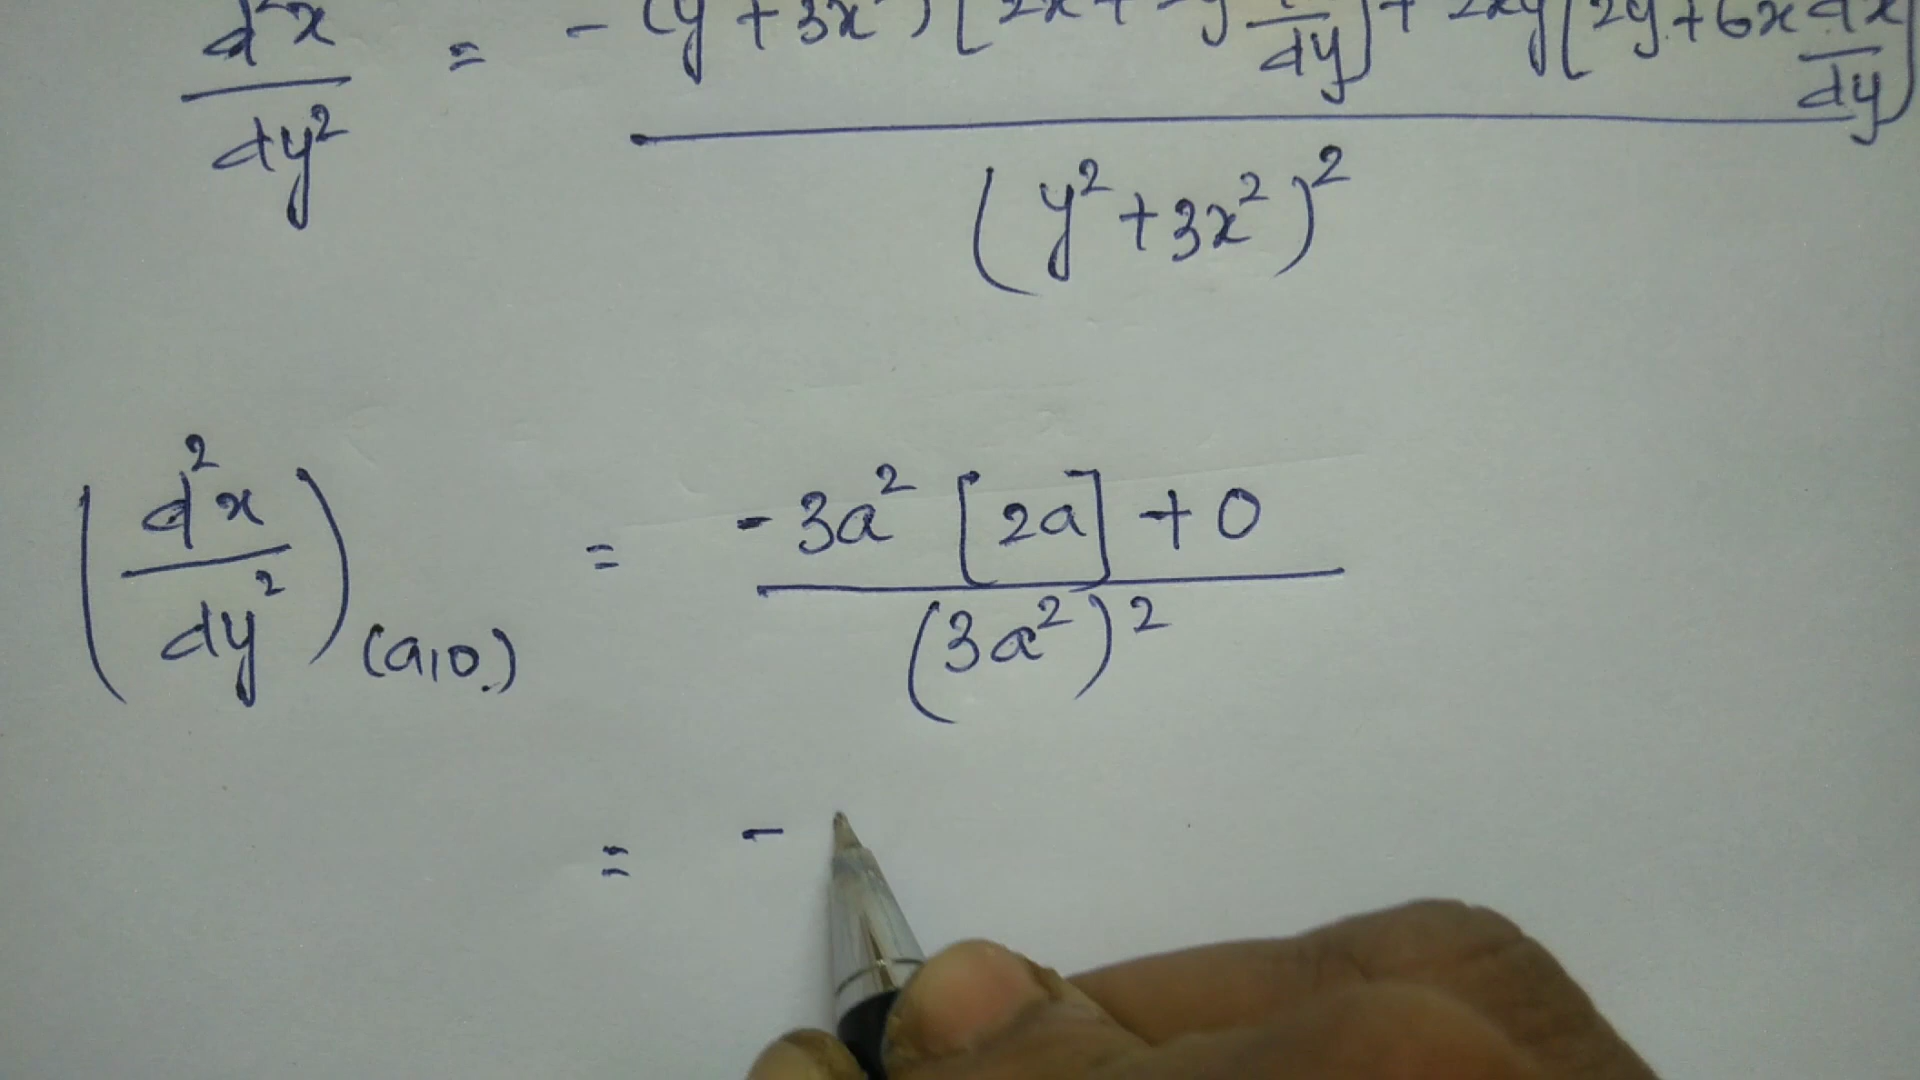 d²x/dy² = -(y²+3x²)[2x+2y dx/dy]+2xy[2y+6x dx/dy] / (y²+3x²)²
(d²x/dy²)(a,0) = -3a²[2a]+0 / (3a²)²
= -